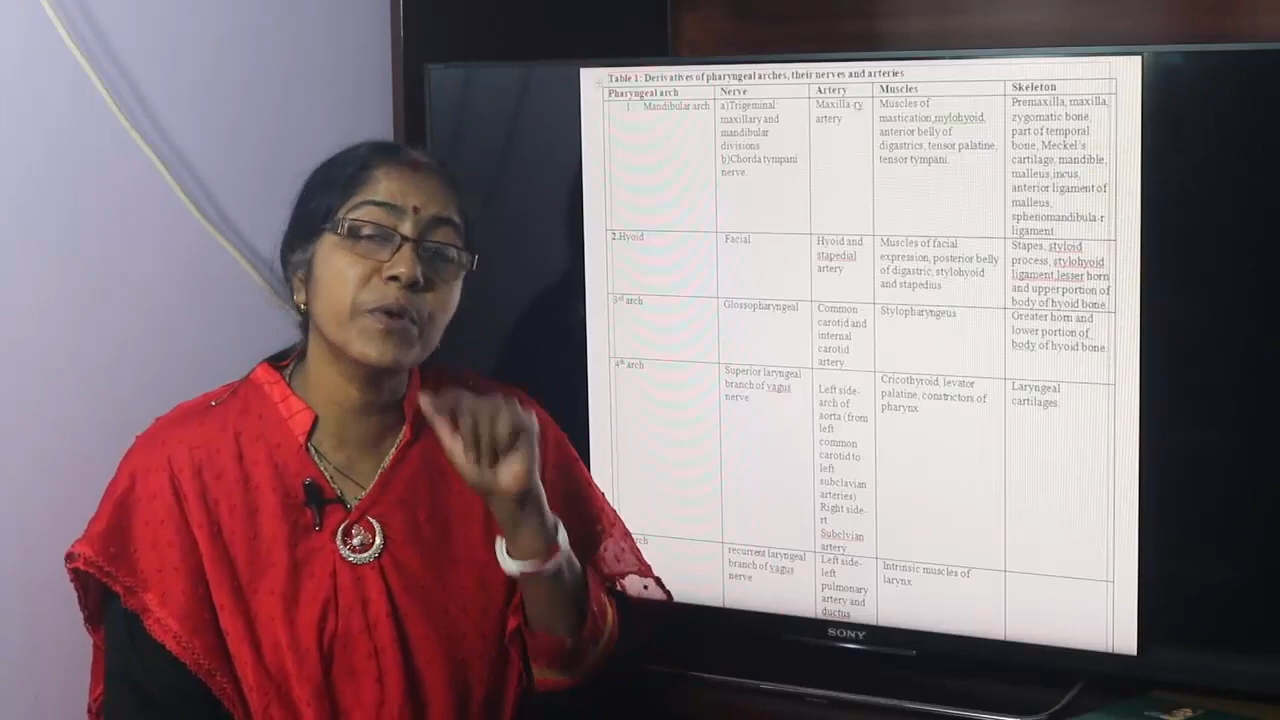 Table 1: Derivatives of pharyngeal arches, their nerves and arteries
Pharyngeal arch
Nerve
Artery
Muscles
Skeleton
1 Mandibular arch
a)Trigeminal
maxillary and
mandibular
divisions
b)Chorda tympani
nerve.
Maxilla-ry
artery
Muscles of
mastication,mylohyoid,
anterior belly of
digastrics, tensor palatine,
tensor tympani.
Premaxilla, maxilla,
zygomatic bone,
part of temporal
bone, Meckel's
cartilage, mandible,
malleus,incus,
anterior ligament of
malleus,
sphenomandibula-r
ligament
2.Hyoid
Facial
Hyoid and
stapedial
artery
Muscles of facial
expression, posterior belly
of digastric, stylohyoid
and stapedius
Stapes, styloid
process, stylohyoid
ligament,lesser horn
and upper portion of
body of hyoid bone.
3rd arch
Glossopharyngeal
Common
carotid and
internal
carotid
artery.
Stylopharyngeus
Greater horn and
lower portion of
body of hyoid bone.
4th arch
Superior laryngeal
branch of vagus
nerve
Left side-
arch of
aorta (from
left
common
carotid to
left
subclavian
arteries)
Right side-
rt
Subclvian
artery
Cricothyroid, levator
palatine, constrictors of
pharynx.
Laryngeal
cartilages.
rch
recurrent laryngeal
branch of vagus
nerve
Left side-
left
pulmonary
artery and
ductus
Intrinsic muscles of
larynx
SONY